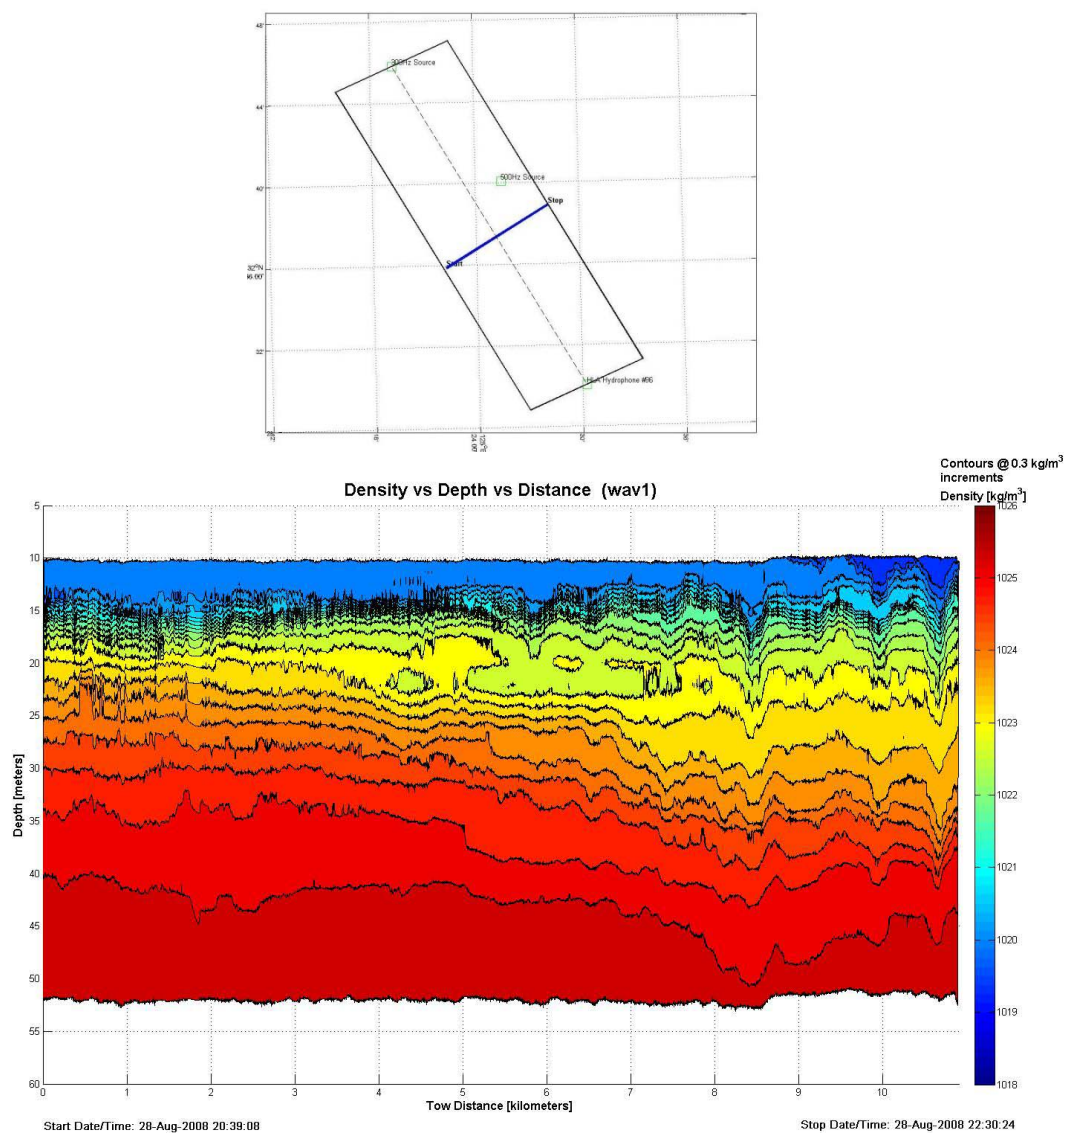 48'
300Hz Source
44'
500Hz Source
40'
Stop
Start
32°N
32'
HLA Hydrophone #96
24.00'
125°E
Contours @ 0.3 kg/m3
increments
Density vs Depth vs Distance (wav1)
Density [kg/m3]
5
10
15
20
25
30
35
40
45
50
55
60
Depth [meters]
1026
1025
1024
1023
1022
1021
1020
1019
1018
0 1 2 3 4 5 6 7 8 9 10
Tow Distance [kilometers]
Start Date/Time: 28-Aug-2008 20:39:08
Stop Date/Time: 28-Aug-2008 22:30:24